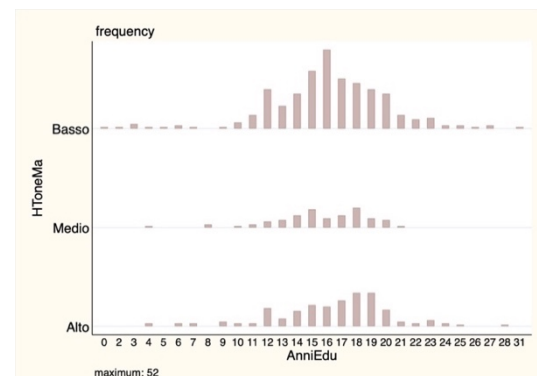 frequency
Basso
HToneMa
Medio
Alto
0 2 3 4 5 6 7 8 9 10 11 12 13 14 15 16 17 18 19 20 21 22 23 24 25 26 27 28 31
AnniEdu
maximum: 52